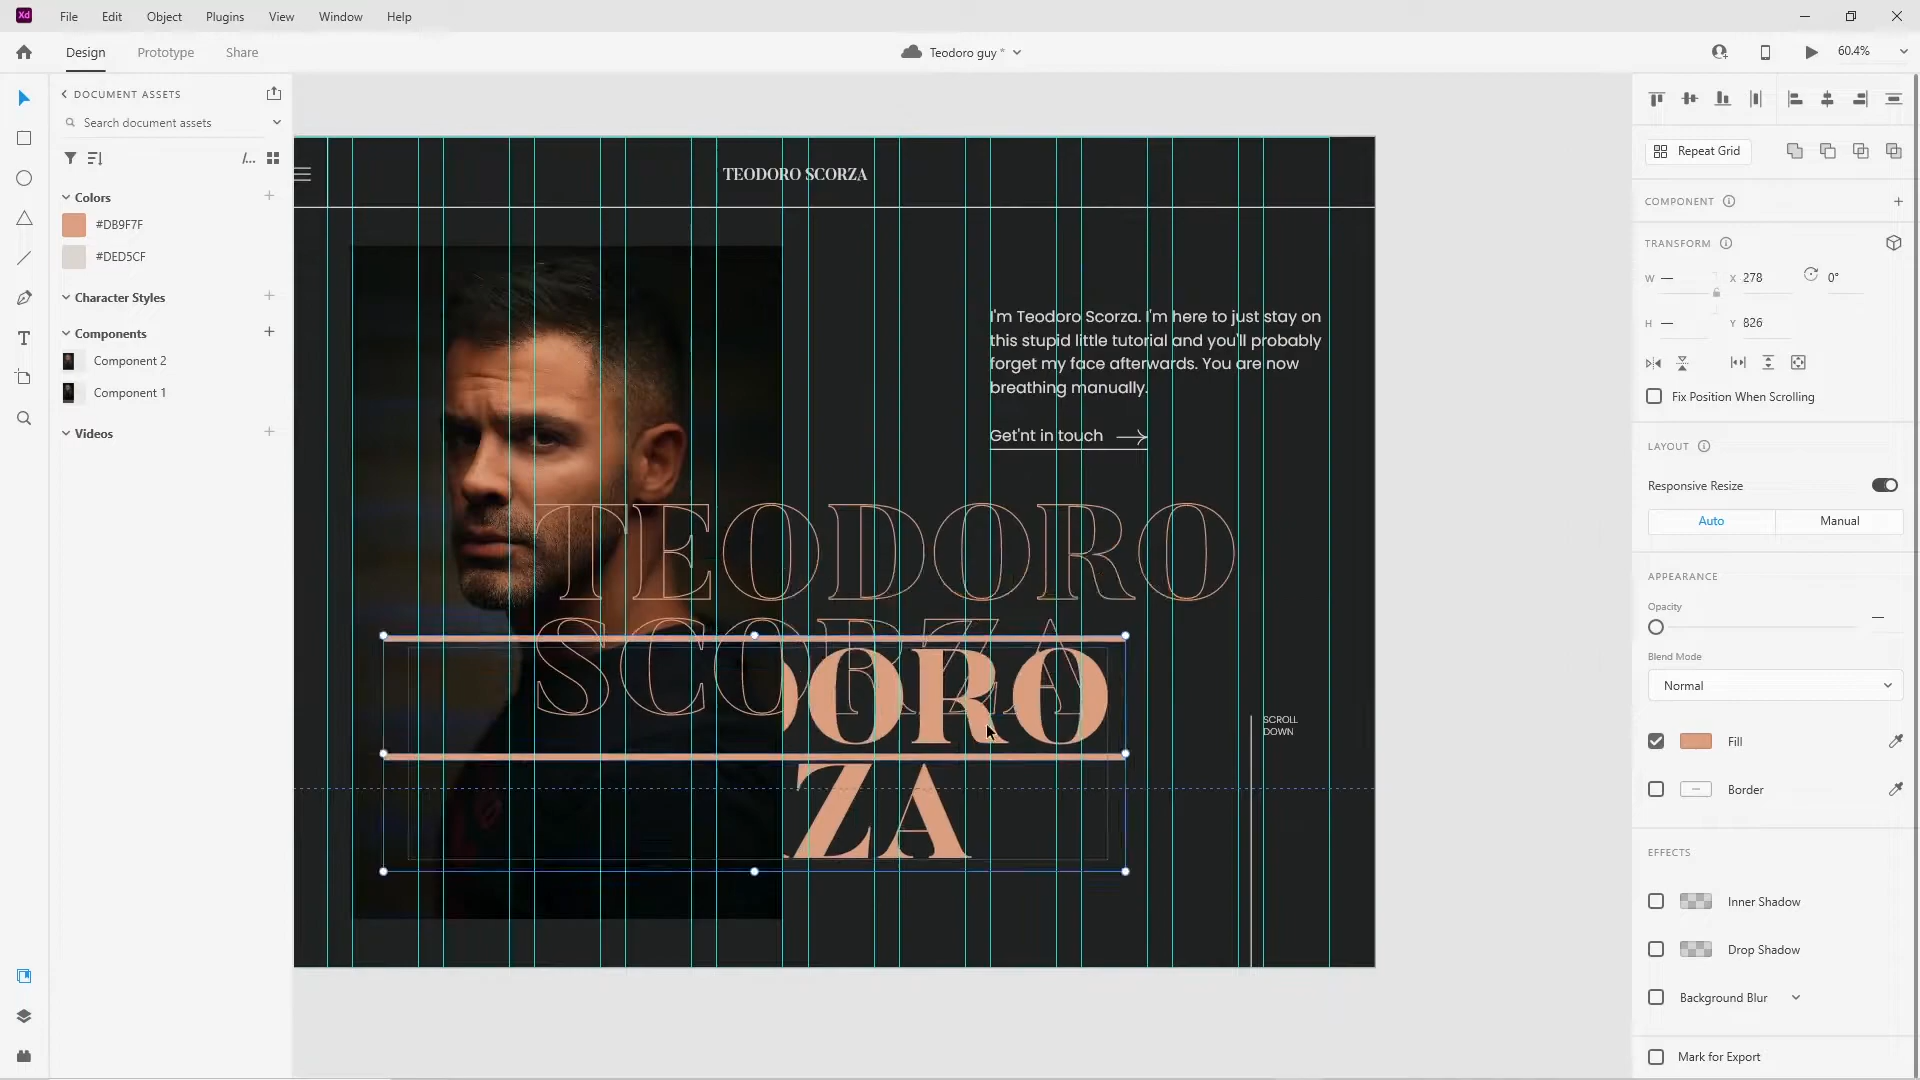 Xd File Edit Object Plugins View Window Help
Design Prototype Share
Teodoro guy *
60.4%
DOCUMENT ASSETS
Search document assets
Colors
#DB9F7F
#DED5CF
Character Styles
Components
Component 2
Component 1
Videos
TEODORO SCORZA
I'm Teodoro Scorza. I'm here to just stay on
this stupid little tutorial and you'll probably
forget my face afterwards. You are now
breathing manually.
Get'nt in touch
TEODORO
SCORZA
ORO
ZA
SCROLL
DOWN
Repeat Grid
COMPONENT
TRANSFORM
W — X 278 0°
H — Y 826
Fix Position When Scrolling
LAYOUT
Responsive Resize
Auto Manual
APPEARANCE
Opacity
—
Blend Mode
Normal
Fill
Border
EFFECTS
Inner Shadow
Drop Shadow
Background Blur
Mark for Export